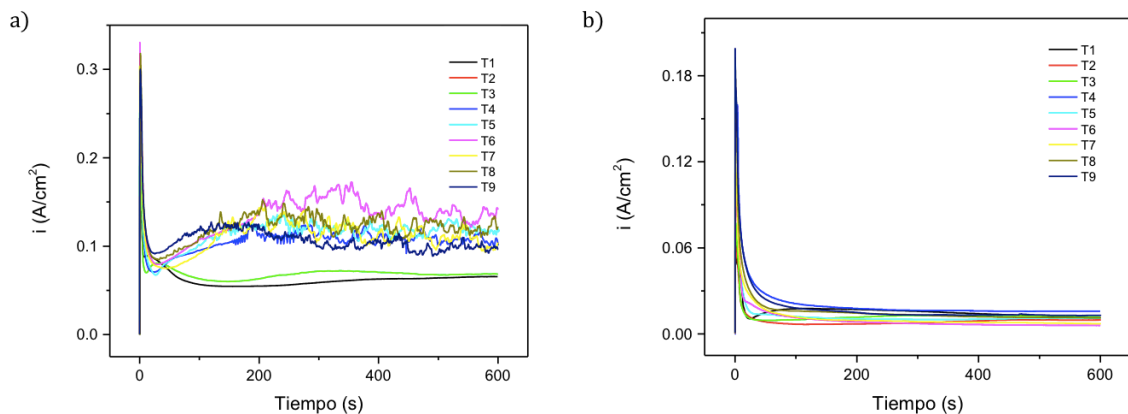 a)
i (A/cm²)
0.3
0.2
0.1
0.0
T1
T2
T3
T4
T5
T6
T7
T8
T9
0
200
400
600
Tiempo (s)
b)
i (A/cm²)
0.18
0.12
0.06
0.00
T1
T2
T3
T4
T5
T6
T7
T8
T9
0
200
400
600
Tiempo (s)